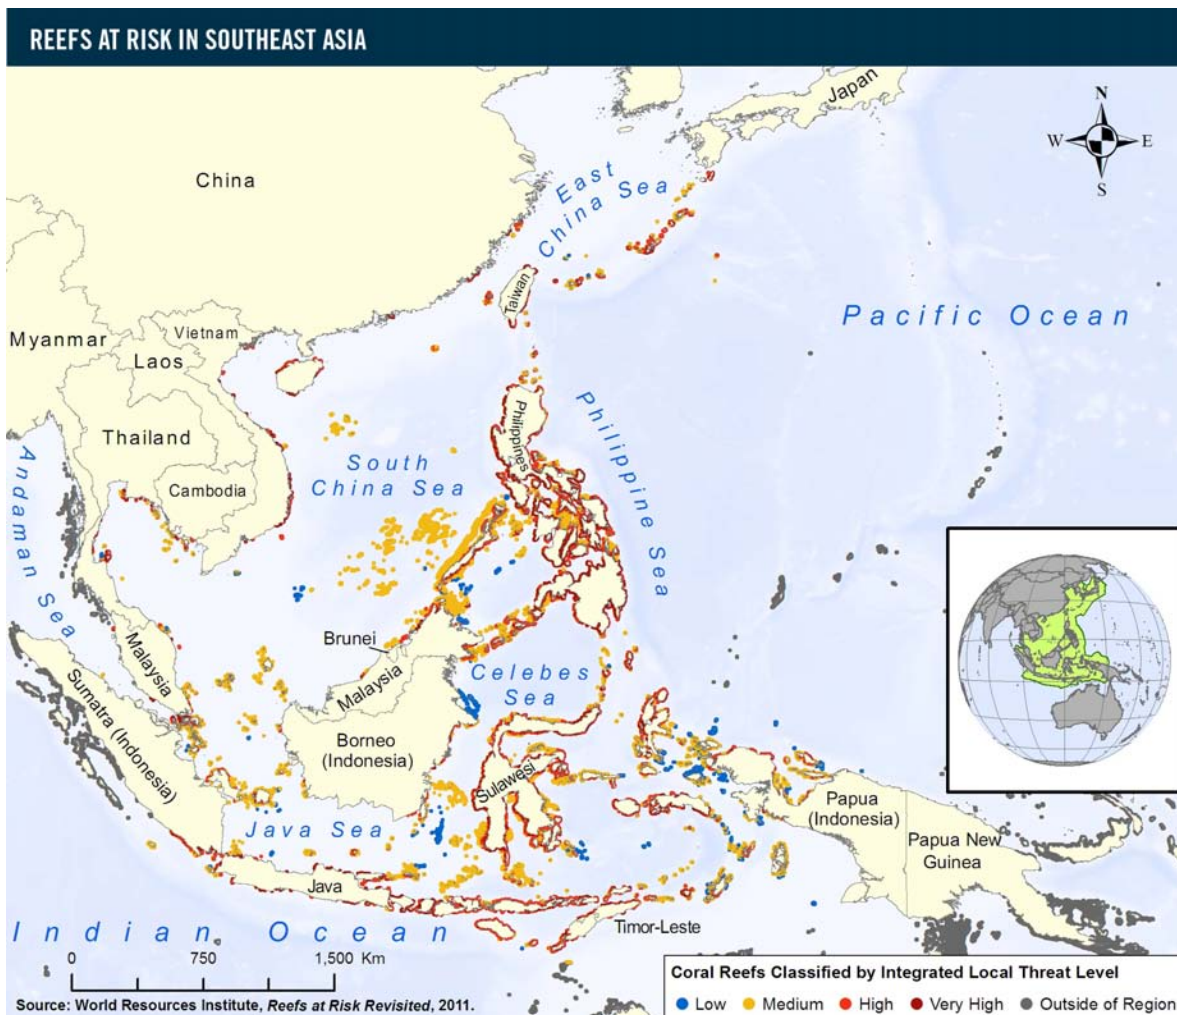 REEFS AT RISK IN SOUTHEAST ASIA
Japan
N
W
E
S
China
East
China Sea
Taiwan
Pacific Ocean
Myanmar
Vietnam
Laos
Thailand
Philippines
Philippine Sea
South
China Sea
Cambodia
Andaman Sea
Brunei
Malaysia
Malaysia
Celebes
Sea
Sumatra (Indonesia)
Borneo
(Indonesia)
Sulawesi
Papua
(Indonesia)
Java Sea
Papua New
Guinea
Java
Timor-Leste
Indian Ocean
0 750 1,500 Km
Coral Reefs Classified by Integrated Local Threat Level
Low Medium High Very High Outside of Region
Source: World Resources Institute, Reefs at Risk Revisited, 2011.